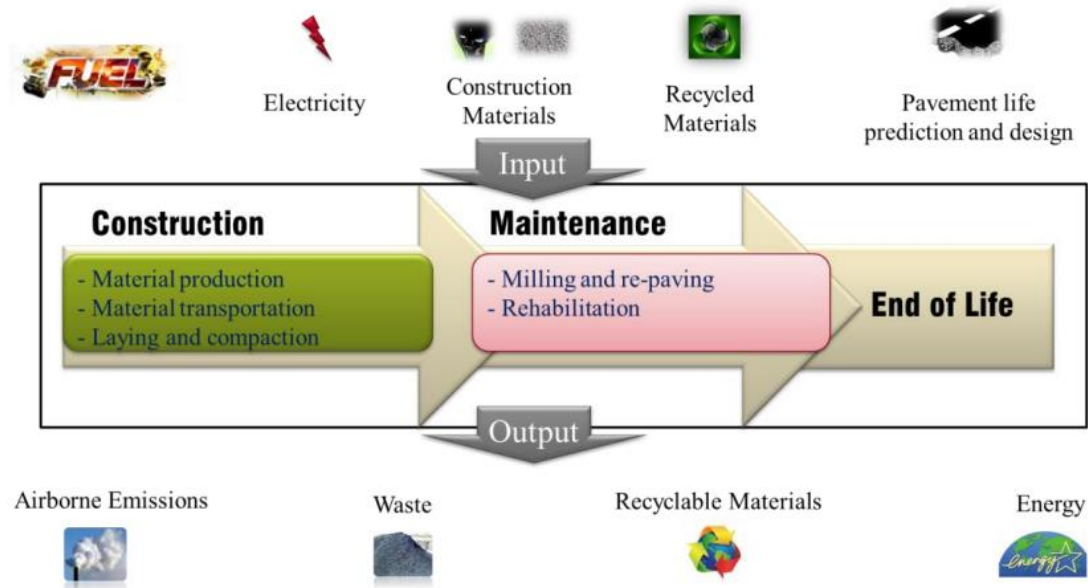 FUEL
Electricity
Construction
Materials
Recycled
Materials
Pavement life
prediction and design
Input
Construction
- Material production
- Material transportation
- Laying and compaction
Maintenance
- Milling and re-paving
- Rehabilitation
End of Life
Output
Airborne Emissions
Waste
Recyclable Materials
Energy
energy